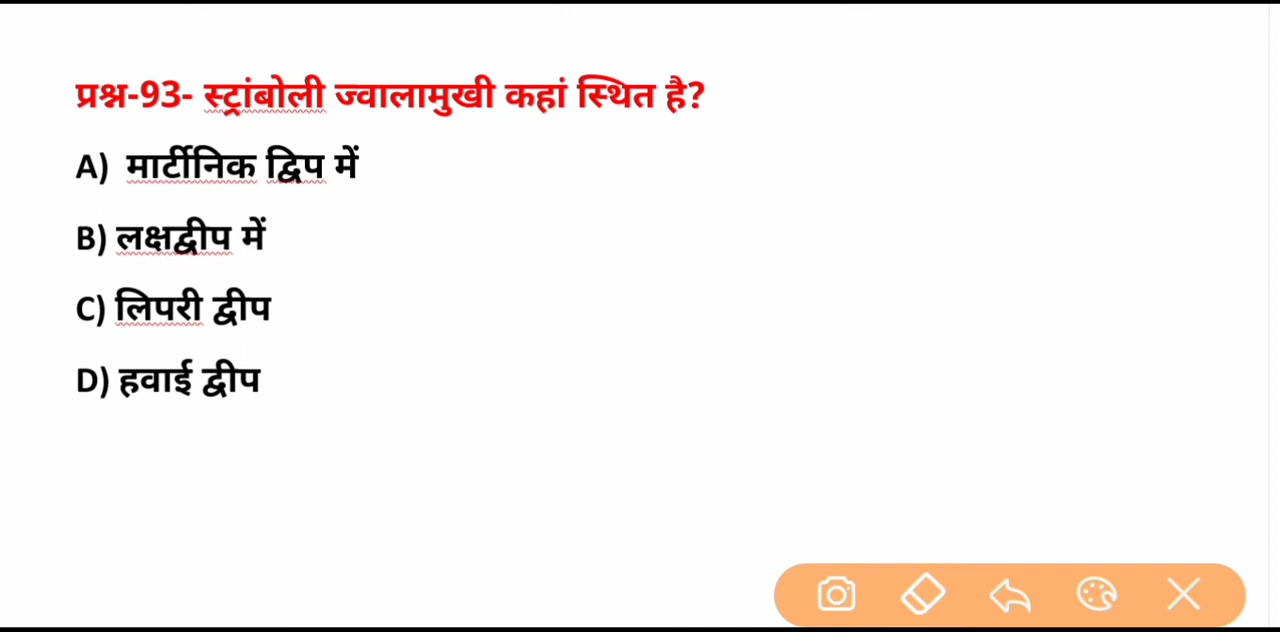 प्रश्न-93- स्ट्रांबोली ज्वालामुखी कहां स्थित है?
A) मार्टीनिक द्विप में
B) लक्षद्वीप में
C) लिपरी द्वीप
D) हवाई द्वीप